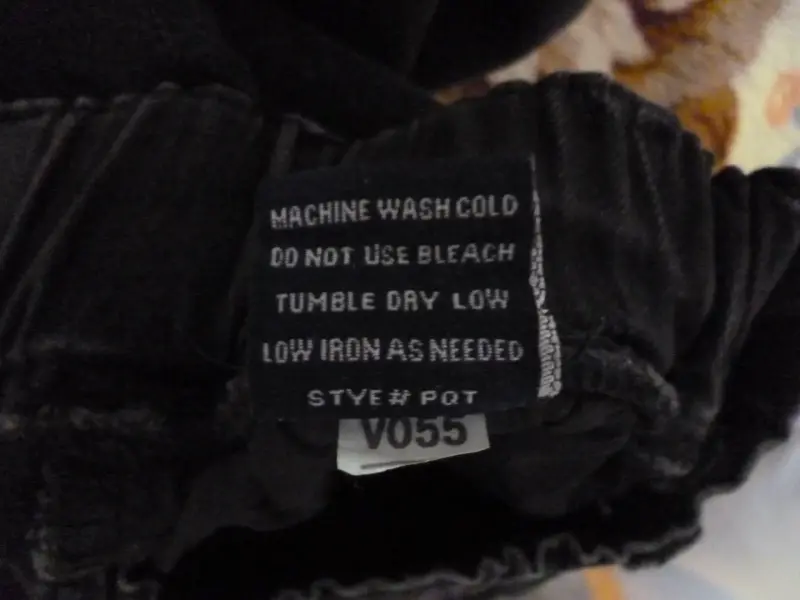 MACHINE WASH COLD
DO NOT USE BLEACH
TUMBLE DRY LOW
LOW IRON AS NEEDED
STYE# PQT
V055